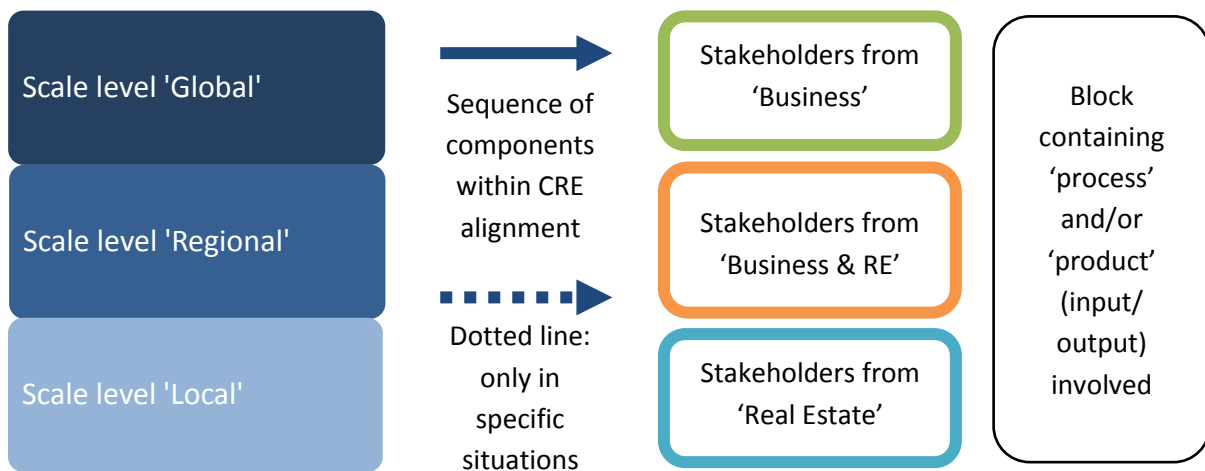 Scale level 'Global'
Scale level 'Regional'
Scale level 'Local'
Sequence of
components
within CRE
alignment
Dotted line:
only in
specific
situations
Stakeholders from
‘Business’
Stakeholders from
‘Business & RE’
Stakeholders from
‘Real Estate’
Block
containing
‘process’
and/or
‘product’
(input/
output)
involved